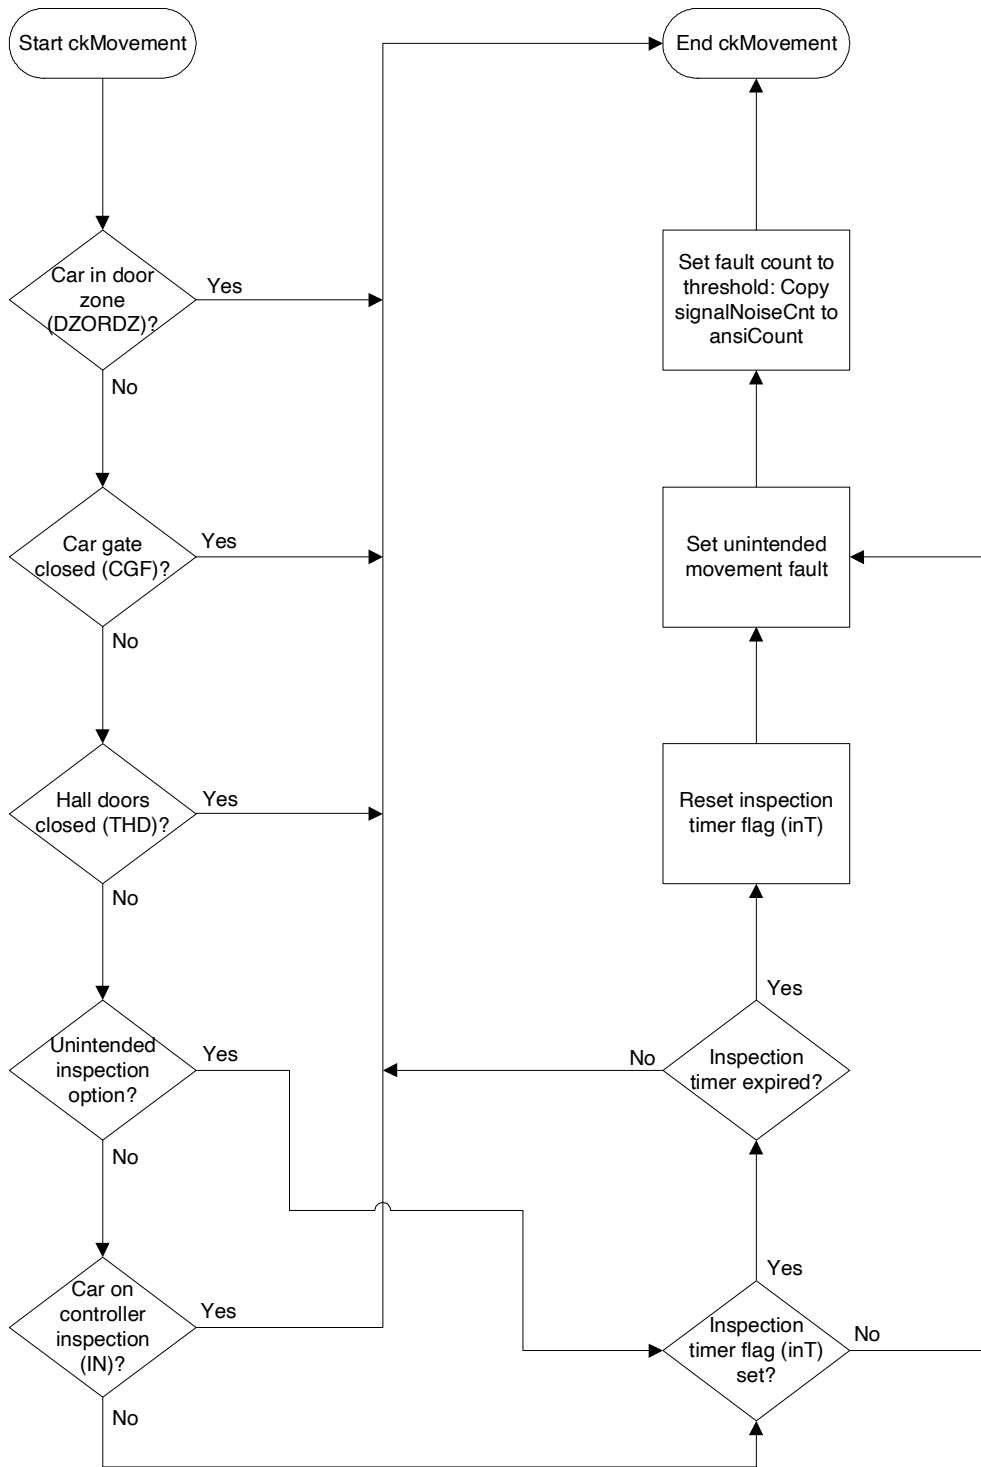 Start ckMovement
End ckMovement
Car in door
zone
(DZORDZ)?
Yes
No
Set fault count to
threshold: Copy
signalNoiseCnt to
ansiCount
Car gate
closed (CGF)?
Yes
No
Set unintended
movement fault
Hall doors
closed (THD)?
Yes
No
Reset inspection
timer flag (inT)
Unintended
inspection
option?
Yes
No
Inspection
timer expired?
Yes
No
Car on
controller
inspection
(IN)?
Yes
No
Inspection
timer flag (inT)
set?
Yes
No